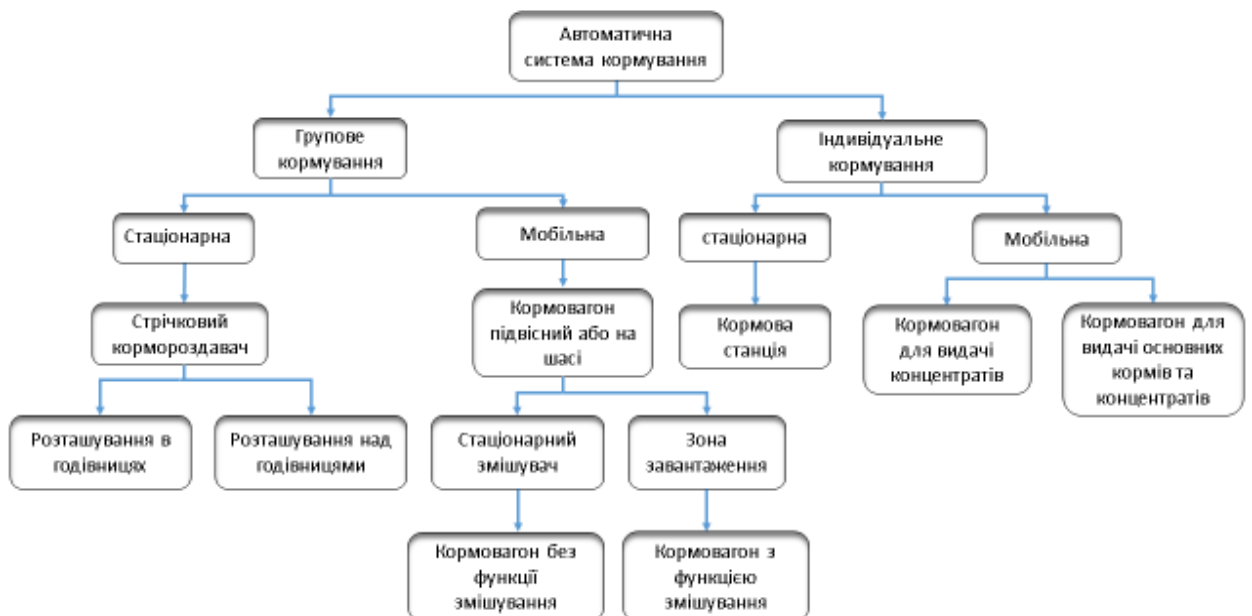 Автоматична
система кормування
Групове
кормування
Індивідуальне
кормування
Стаціонарна
Мобільна
стаціонарна
Мобільна
Стрічковий
кормороздавач
Кормовагон
підвісний або на
шасі
Кормова
станція
Кормовагон
для видачі
концентратів
Кормовагон для
видачі основних
кормів та
концентратів
Розташування в
годівницях
Розташування над
годівницями
Стаціонарний
змішувач
Зона
завантаження
Кормовагон без
функції
змішування
Кормовагон з
функцією
змішування